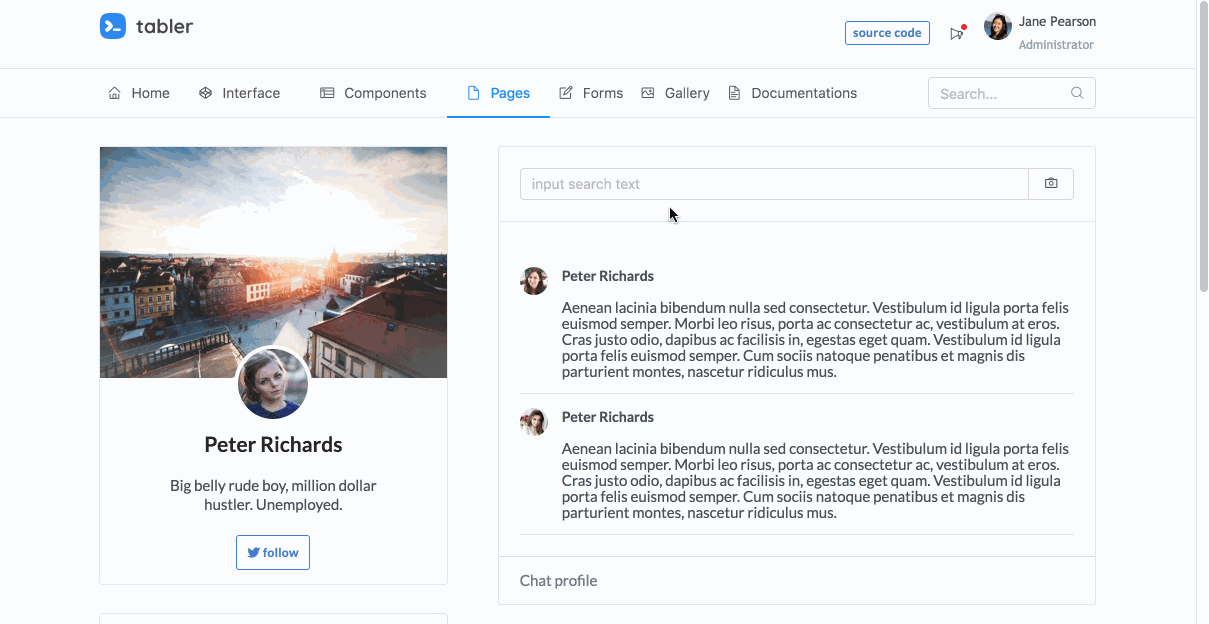 tabler
source code
Jane Pearson
Administrator
Home
Interface
Components
Pages
Forms
Gallery
Documentations
Search...
input search text
Peter Richards
Aenean lacinia bibendum nulla sed consectetur. Vestibulum id ligula porta felis
euismod semper. Morbi leo risus, porta ac consectetur ac, vestibulum at eros.
Cras justo odio, dapibus ac facilisis in, egestas eget quam. Vestibulum id ligula
porta felis euismod semper. Cum sociis natoque penatibus et magnis dis
parturient montes, nascetur ridiculus mus.
Peter Richards
Aenean lacinia bibendum nulla sed consectetur. Vestibulum id ligula porta felis
euismod semper. Morbi leo risus, porta ac consectetur ac, vestibulum at eros.
Cras justo odio, dapibus ac facilisis in, egestas eget quam. Vestibulum id ligula
porta felis euismod semper. Cum sociis natoque penatibus et magnis dis
parturient montes, nascetur ridiculus mus.
Chat profile
Peter Richards
Big belly rude boy, million dollar
hustler. Unemployed.
follow